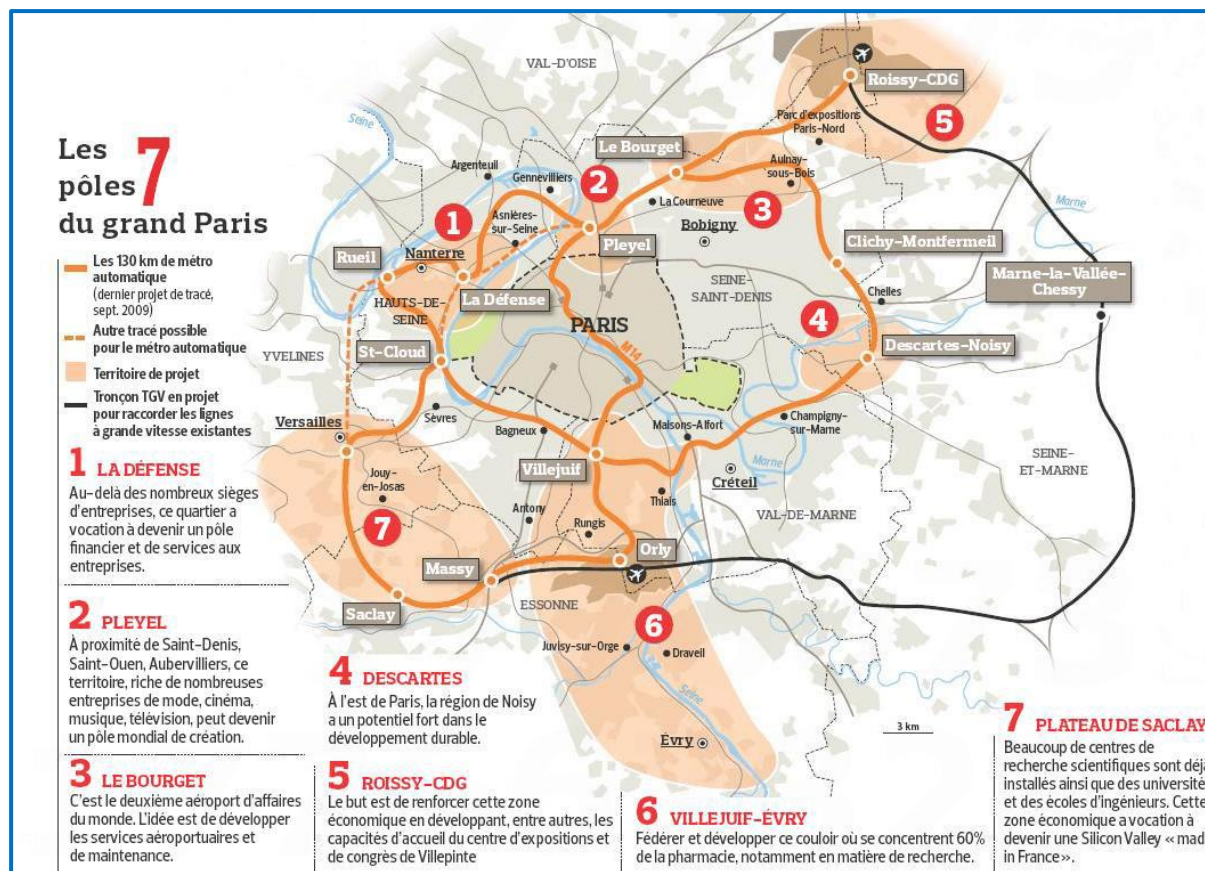 Les 7
pôles
du grand Paris
Les 130 km de métro
automatique
(dernier projet de tracé,
sept. 2009)
Autre tracé possible
pour le métro automatique
Territoire de projet
Tronçon TGV en projet
pour raccorder les lignes
à grande vitesse existantes
1 LA DÉFENSE
Au-delà des nombreux sièges
d'entreprises, ce quartier a
vocation à devenir un pôle
financier et de services aux
entreprises.
2 PLEYEL
À proximité de Saint-Denis,
Saint-Ouen, Aubervilliers, ce
territoire, riche de nombreuses
entreprises de mode, cinéma,
musique, télévision, peut devenir
un pôle mondial de création.
3 LE BOURGET
C'est le deuxième aéroport d'affaires
du monde. L'idée est de développer
les services aéroportuaires et
de maintenance.
4 DESCARTES
À l'est de Paris, la région de Noisy
a un potentiel fort dans le
développement durable.
5 ROISSY-CDG
Le but est de renforcer cette zone
économique en développant, entre autres, les
capacités d'accueil du centre d'expositions et
de congrès de Villepinte
6 VILLEJUIF-ÉVRY
Fédérer et développer ce couloir où se concentrent 60%
de la pharmacie, notamment en matière de recherche.
7 PLATEAU DE SACLAY
Beaucoup de centres de
recherche scientifiques sont déjà
installés ainsi que des université
et des écoles d'ingénieurs. Cette
zone économique a vocation à
devenir une Silicon Valley « mad
in France ».
VAL-D'OISE
Seine
Roissy-CDG
5
Parc d'expositions
Paris-Nord
Le Bourget
Argenteuil
Gennevilliers
2
Aulnay-
sous-Bois
La Courneuve
3
Marne
1
Asnières-
sur-Seine
Pleyel
Bobigny
Clichy-Montfermeil
Rueil
Nanterre
La Défense
SEINE-
SAINT-DENIS
Marne-la-Vallée-
Chessy
HAUTS-DE-
SEINE
Chelles
PARIS
4
St-Cloud
M14
Descartes-Noisy
YVELINES
Versailles
Sèvres
Bagneux
Maisons-Alfort
Champigny-
sur-Marne
Villejuif
Marne
SEINE-
ET-MARNE
Jouy-
en-Josas
Créteil
Thiais
7
Antony
Rungis
VAL-DE-MARNE
Massy
Orly
Saclay
ESSONNE
6
Juvisy-sur-Orge
Draveil
Seine
Évry
3 km